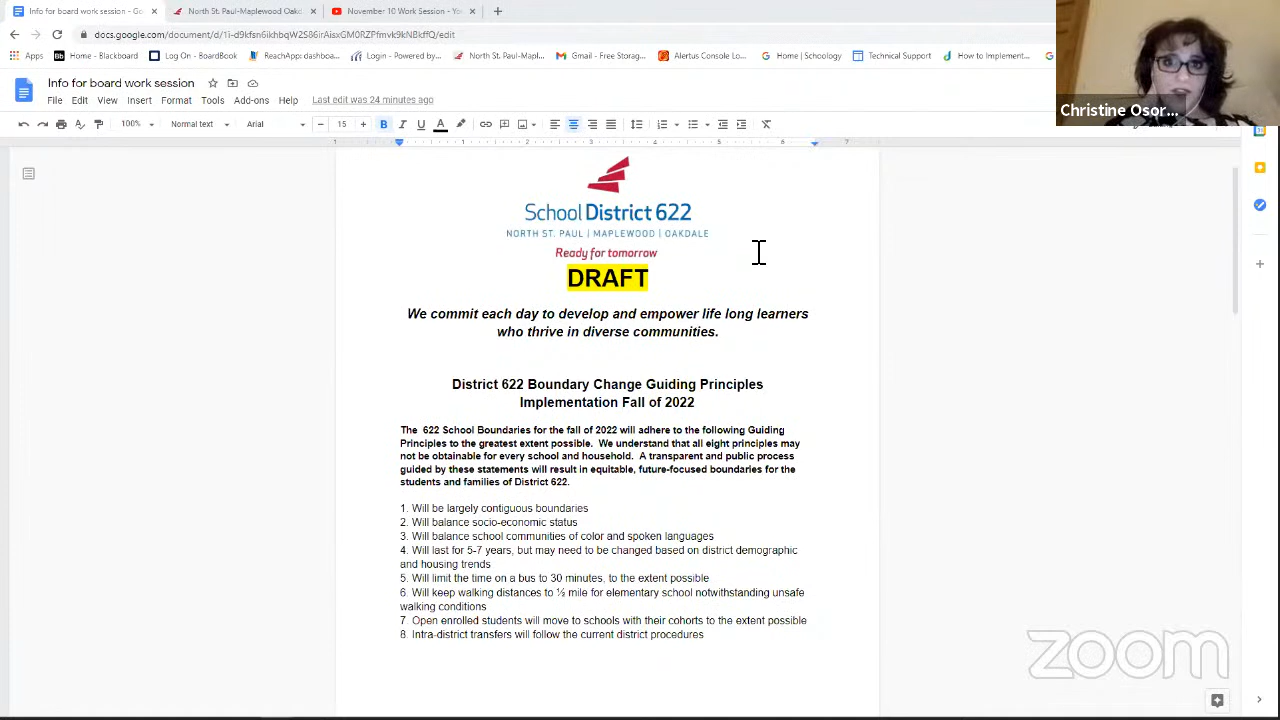 Info for board work session - G
North St. Paul-Maplewood Oakd
November 10 Work Session - Yo
docs.google.com/document/d/
Apps
Home - Blackboard
Log On - BoardBook
ReachApp: dashboa...
Login - Powered by...
North St. Paul-Mapl...
Gmail - Free Storag...
Alertus Console Lo...
Home | Schoology
Technical Support
How to Implement...
Info for board work session
File Edit View Insert Format Tools Add-ons Help Last edit was 24 minutes ago
100% Normal text Arial 15
Christine Osor...
School District 622
NORTH ST. PAUL | MAPLEWOOD | OAKDALE
Ready for tomorrow
DRAFT
We commit each day to develop and empower life long learners
who thrive in diverse communities.
District 622 Boundary Change Guiding Principles
Implementation Fall of 2022
The 622 School Boundaries for the fall of 2022 will adhere to the following Guiding
Principles to the greatest extent possible. We understand that all eight principles may
not be obtainable for every school and household. A transparent and public process
guided by these statements will result in equitable, future-focused boundaries for the
students and families of District 622.
1. Will be largely contiguous boundaries
2. Will balance socio-economic status
3. Will balance school communities of color and spoken languages
4. Will last for 5-7 years, but may need to be changed based on district demographic
and housing trends
5. Will limit the time on a bus to 30 minutes, to the extent possible
6. Will keep walking distances to ½ mile for elementary school notwithstanding unsafe
walking conditions
7. Open enrolled students will move to schools with their cohorts to the extent possible
8. Intra-district transfers will follow the current district procedures
zoom